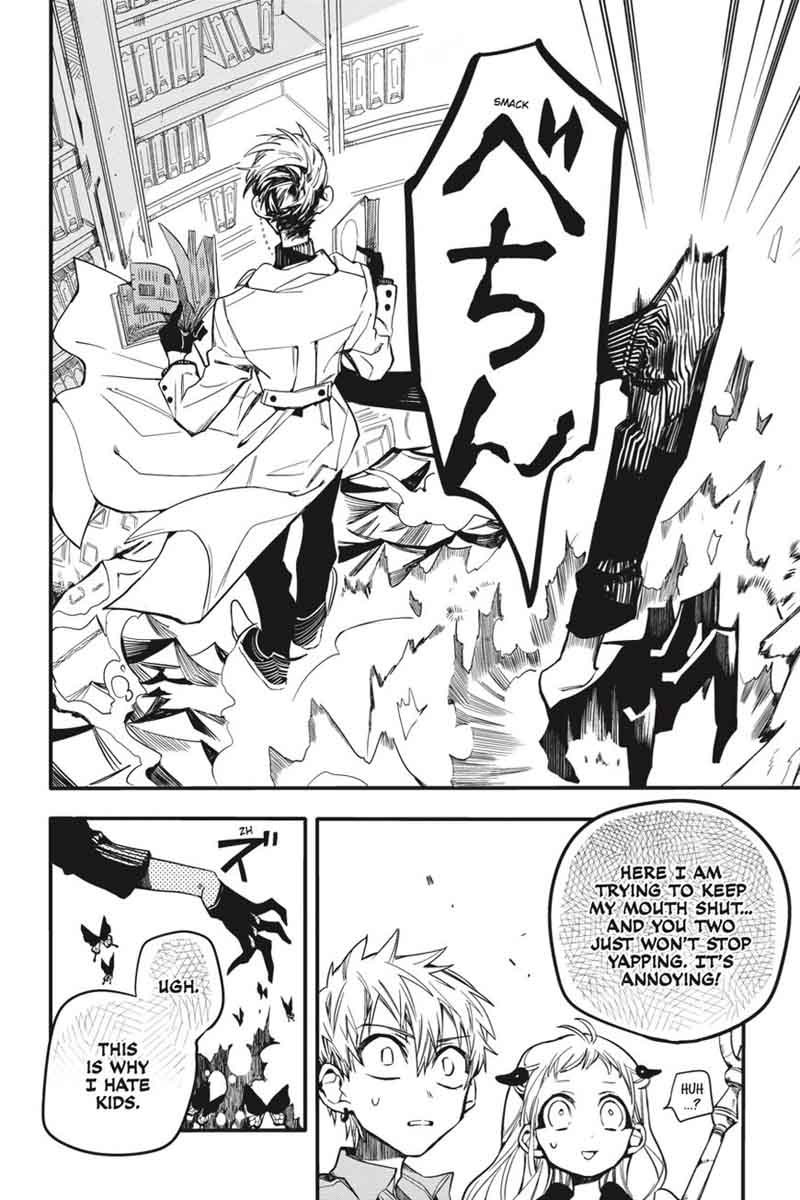 SMACK
べちん
HERE I AM
TRYING TO KEEP
MY MOUTH SHUT...
AND YOU TWO
JUST WON'T STOP
YAPPING. IT'S
ANNOYING!
HUH
...?
ZH
ズ
UGH.
THIS
IS WHY
I HATE
KIDS.